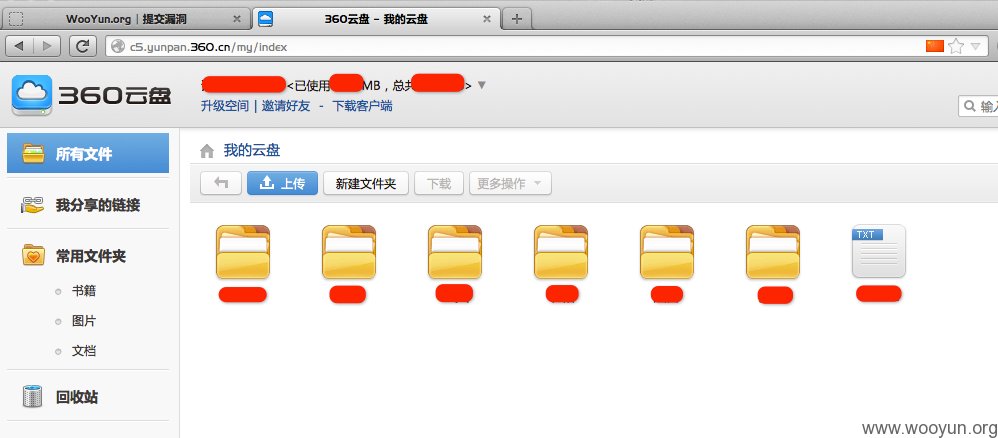 WooYun.org | 提交漏洞
360云盘 - 我的云盘
c5.yunpan.360.cn/my/index
360云盘
<已使用 MB，总共 >
升级空间 | 邀请好友 - 下载客户端
输入
所有文件
我的云盘
上传
新建文件夹
下载
更多操作
我分享的链接
常用文件夹
书籍
图片
文档
回收站
TXT
www.wooyun.org